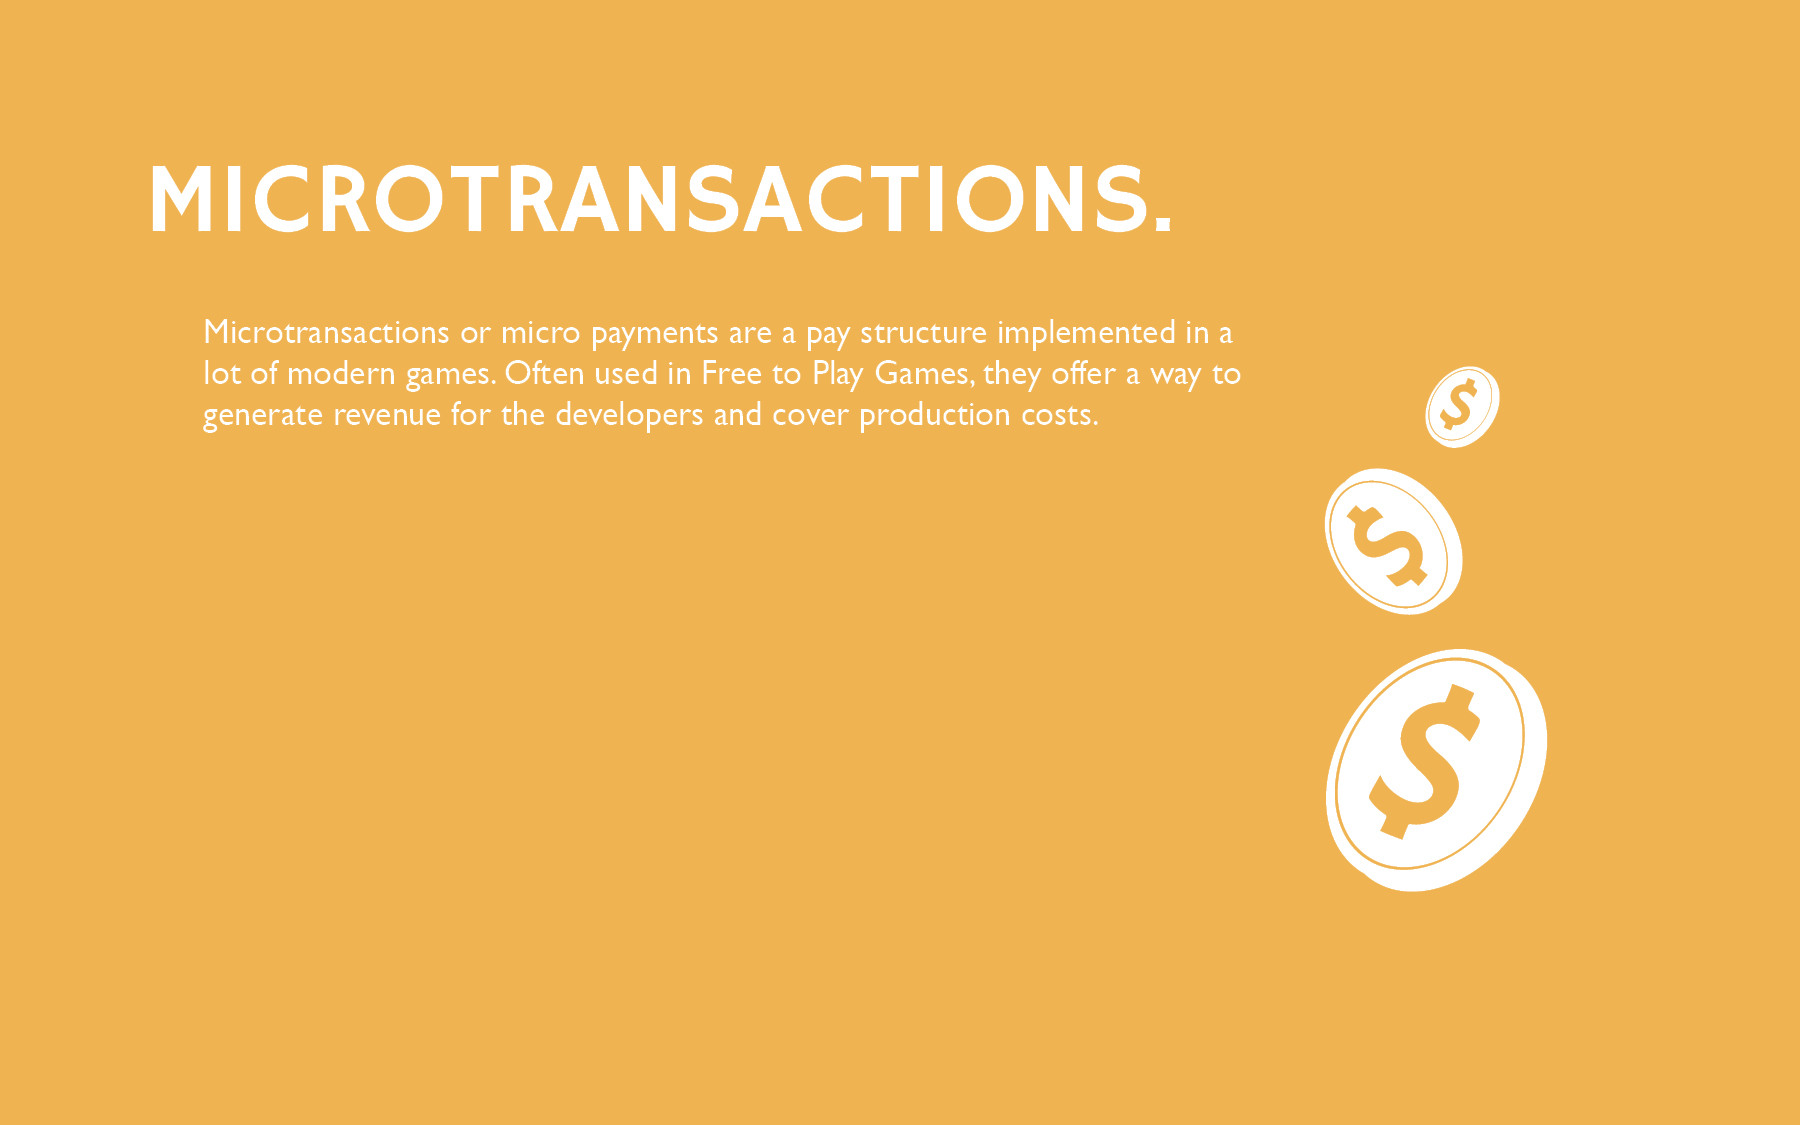 MICROTRANSACTIONS.
Microtransactions or micro payments are a pay structure implemented in a
lot of modern games. Often used in Free to Play Games, they offer a way to
generate revenue for the developers and cover production costs.
$
$
$